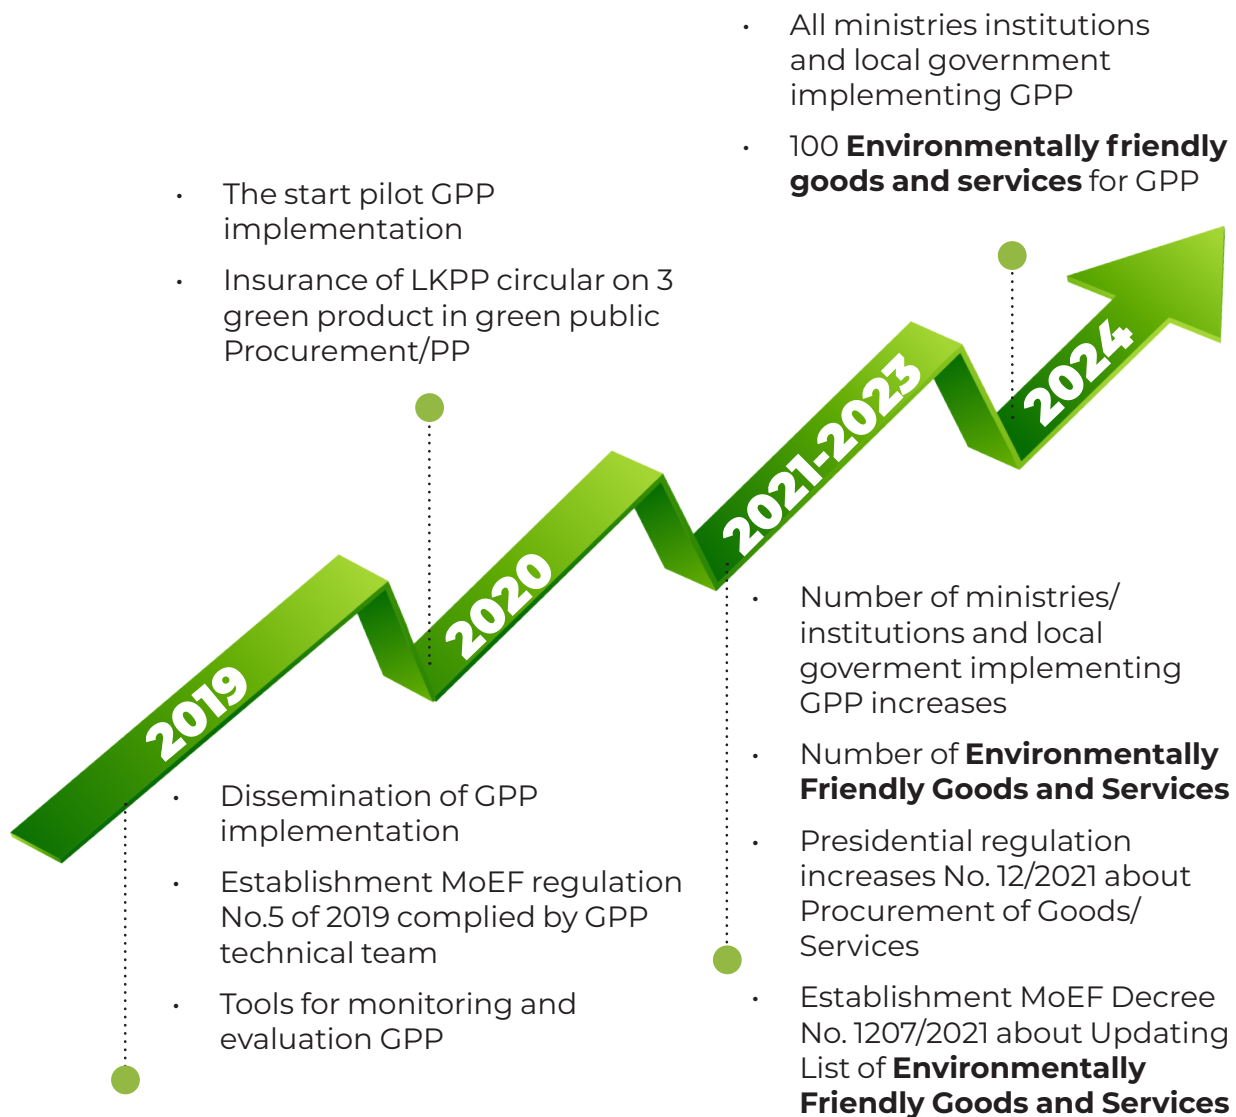 • All ministries institutions
and local government
implementing GPP
• 100 Environmentally friendly
goods and services for GPP
• The start pilot GPP
implementation
• Insurance of LKPP circular on 3
green product in green public
Procurement/PP
2024
2021-2023
2020
2019
• Dissemination of GPP
implementation
• Establishment MoEF regulation
No.5 of 2019 complied by GPP
technical team
• Tools for monitoring and
evaluation GPP
• Number of ministries/
institutions and local
goverment implementing
GPP increases
• Number of Environmentally
Friendly Goods and Services
• Presidential regulation
increases No. 12/2021 about
Procurement of Goods/
Services
• Establishment MoEF Decree
No. 1207/2021 about Updating
List of Environmentally
Friendly Goods and Services